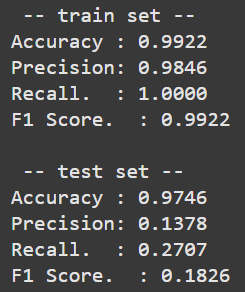 -- train set --
Accuracy : 0.9922
Precision: 0.9846
Recall.  : 1.0000
F1 Score.  : 0.9922
-- test set --
Accuracy : 0.9746
Precision: 0.1378
Recall.  : 0.2707
F1 Score.  : 0.1826